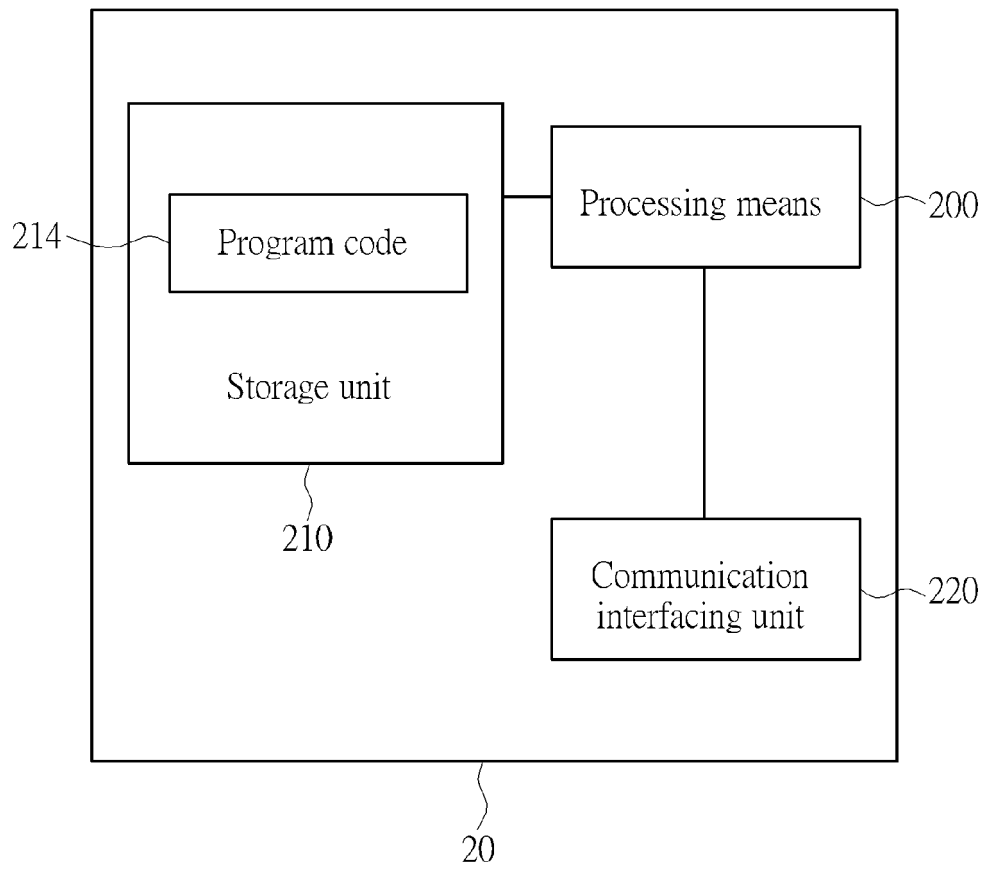 Processing means
200
214
Program code
Storage unit
210
Communication
interfacing unit
220
20